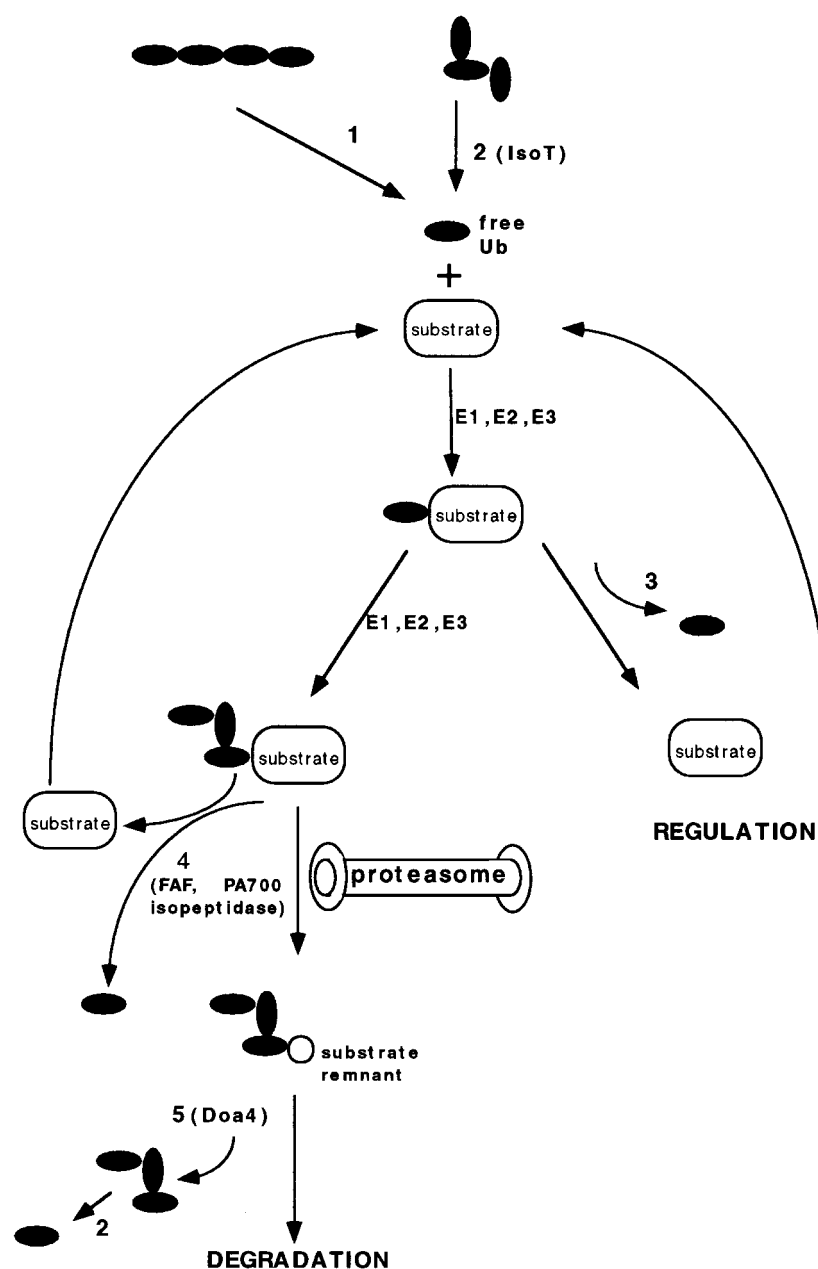 1
2 (IsoT)
free
Ub
+
substrate
E1,E2,E3
substrate
E1,E2,E3
3
substrate
substrate
substrate
REGULATION
4
(FAF, PA700
isopeptidase)
proteasome
substrate
remnant
5 (Doa4)
2
DEGRADATION